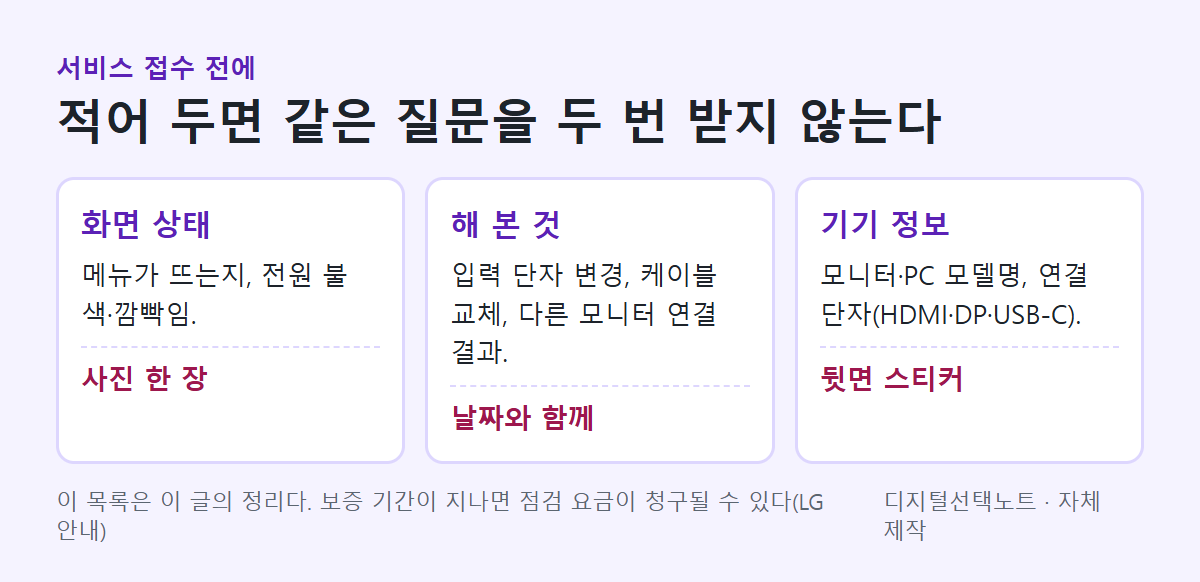 서비스 접수 전에
적어 두면 같은 질문을 두 번 받지 않는다
화면 상태
메뉴가 뜨는지, 전원 불
색·깜빡임.
사진 한 장
해 본 것
입력 단자 변경, 케이블
교체, 다른 모니터 연결
결과.
날짜와 함께
기기 정보
모니터·PC 모델명, 연결
단자(HDMI·DP·USB-C).
뒷면 스티커
이 목록은 이 글의 정리다. 보증 기간이 지나면 점검 요금이 청구될 수 있다(LG
안내)
디지털선택노트 · 자체
제작